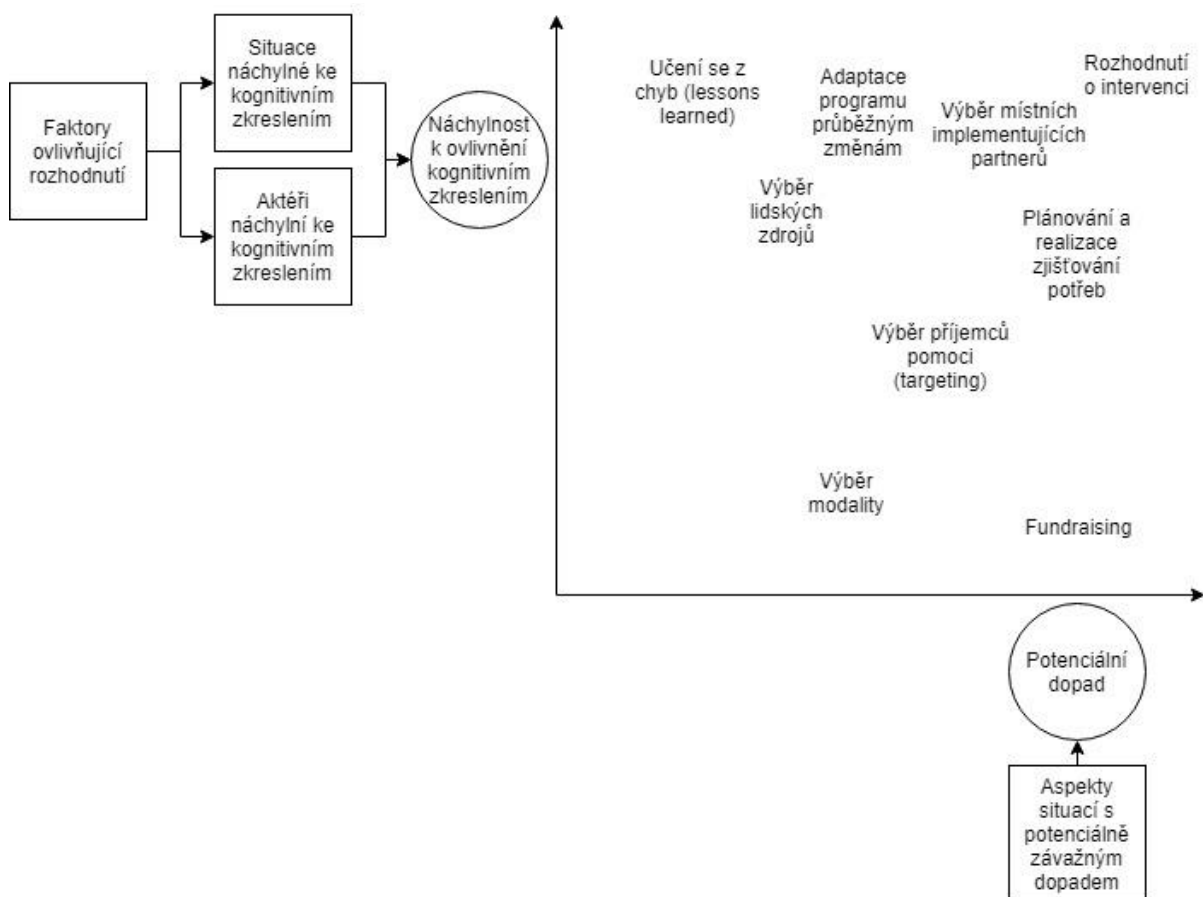 Faktory
ovlivňující
rozhodnutí
Situace
náchylné ke
kognitivním
zkreslením
Aktéři
náchylní ke
kognitivním
zkreslením
Náchylnost
k ovlivnění
kognitivním
zkreslením
Učení se z
chyb (lessons
learned)
Adaptace
programu
průběžným
změnám
Výběr místních
implementujících
partnerů
Rozhodnutí
o intervenci
Výběr
lidských
zdrojů
Plánování a
realizace
zjišťování
potřeb
Výběr příjemců
pomoci
(targeting)
Výběr
modality
Fundraising
Potenciální
dopad
Aspekty
situací s
potenciálně
závažným
dopadem